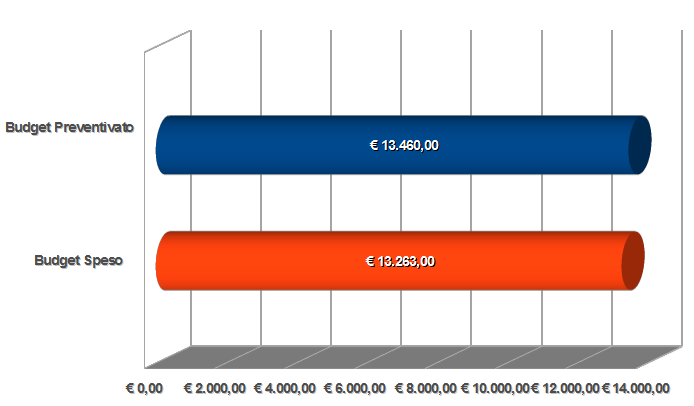 Budget Preventivato
€ 13.460,00
Budget Speso
€ 13.263,00
€ 0,00 € 2.000,00 € 4.000,00 € 6.000,00 € 8.000,00 € 10.000,00 € 12.000,00 € 14.000,00